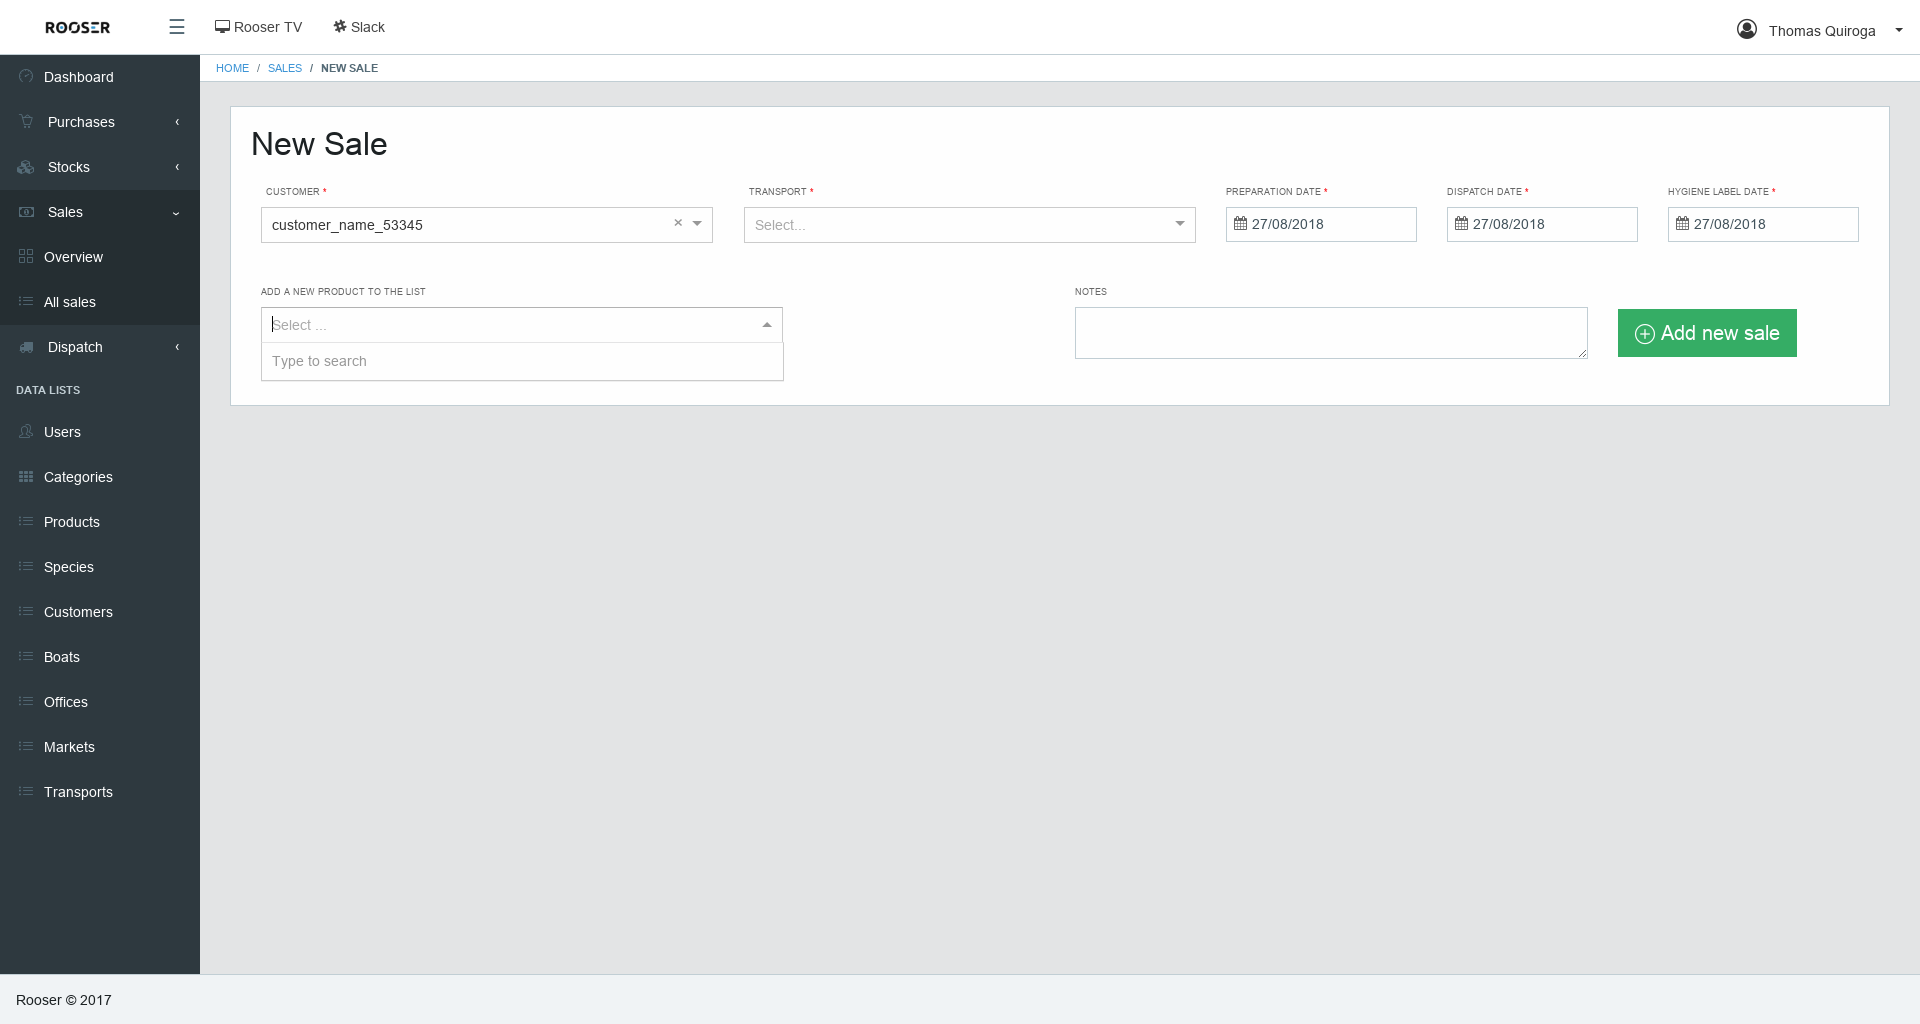 ROOSER
Rooser TV
Slack
Thomas Quiroga
HOME / SALES / NEW SALE
Dashboard
Purchases
Stocks
Sales
Overview
All sales
Dispatch
DATA LISTS
Users
Categories
Products
Species
Customers
Boats
Offices
Markets
Transports
New Sale
CUSTOMER *
TRANSPORT *
PREPARATION DATE *
DISPATCH DATE *
HYGIENE LABEL DATE *
customer_name_53345 ×
Select...
27/08/2018
27/08/2018
27/08/2018
ADD A NEW PRODUCT TO THE LIST
NOTES
Select ...
Type to search
Add new sale
Rooser © 2017